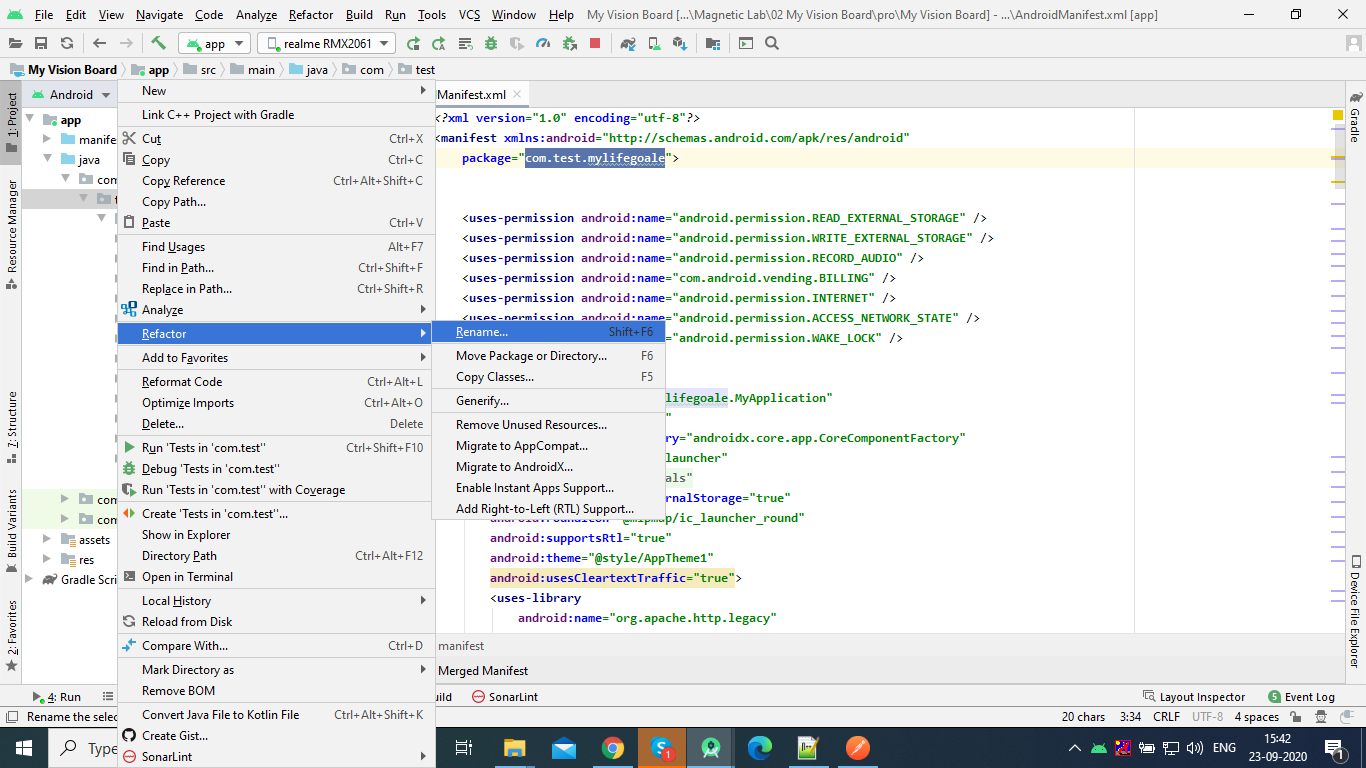 File Edit View Navigate Code Analyze Refactor Build Run Tools VCS Window Help My Vision Board [...\Magnetic Lab\02 My Vision Board\pro\My Vision Board] - ...\AndroidManifest.xml [app]
app realme RMX2061
My Vision Board app src main java com test
Android
Manifest.xml
1: Project
Resource Manager
7: Structure
Build Variants
2: Favorites
app
manife
java
com
t
com
com
assets
res
Gradle Scri
New
Link C++ Project with Gradle
Cut Ctrl+X
Copy Ctrl+C
Copy Reference Ctrl+Alt+Shift+C
Copy Path...
Paste Ctrl+V
Find Usages Alt+F7
Find in Path... Ctrl+Shift+F
Replace in Path... Ctrl+Shift+R
Analyze
Refactor
Add to Favorites
Reformat Code Ctrl+Alt+L
Optimize Imports Ctrl+Alt+O
Delete... Delete
Run 'Tests in 'com.test'' Ctrl+Shift+F10
Debug 'Tests in 'com.test''
Run 'Tests in 'com.test'' with Coverage
Create 'Tests in 'com.test''...
Show in Explorer
Directory Path Ctrl+Alt+F12
Open in Terminal
Local History
Reload from Disk
Compare With... Ctrl+D
Mark Directory as
Remove BOM
Convert Java File to Kotlin File Ctrl+Alt+Shift+K
Create Gist...
SonarLint
Rename... Shift+F6
Move Package or Directory... F6
Copy Classes... F5
Generify...
Remove Unused Resources...
Migrate to AppCompat...
Migrate to AndroidX...
Enable Instant Apps Support...
Add Right-to-Left (RTL) Support...
<?xml version="1.0" encoding="utf-8"?>
<manifest xmlns:android="http://schemas.android.com/apk/res/android"
package="com.test.mylifegoale">
<uses-permission android:name="android.permission.READ_EXTERNAL_STORAGE" />
<uses-permission android:name="android.permission.WRITE_EXTERNAL_STORAGE" />
<uses-permission android:name="android.permission.RECORD_AUDIO" />
<uses-permission android:name="com.android.vending.BILLING" />
<uses-permission android:name="android.permission.INTERNET" />
<uses-permission android:name="android.permission.ACCESS_NETWORK_STATE" />
="android.permission.WAKE_LOCK" />
lifegoale.MyApplication"
"
ry="androidx.core.app.CoreComponentFactory"
launcher"
als"
rnalStorage="true"
android:roundIcon="@mipmap/ic_launcher_round"
android:supportsRtl="true"
android:theme="@style/AppTheme1"
android:usesCleartextTraffic="true">
<uses-library
android:name="org.apache.http.legacy"
manifest
Merged Manifest
Gradle
Device File Explorer
4: Run
ild SonarLint Layout Inspector 5 Event Log
Rename the selec 20 chars 3:34 CRLF UTF-8 4 spaces
Type
1
ENG
15:42
23-09-2020
1